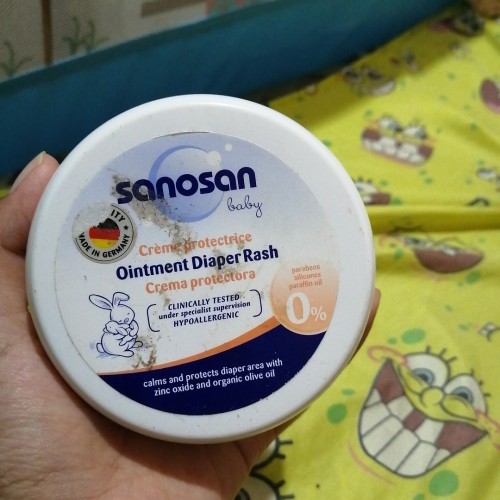 sanosan
baby
ITY
MADE IN GERMANY
Crème protectrice
Ointment Diaper Rash
Crema protectora
CLINICALLY TESTED
under specialist supervision
HYPOALLERGENIC
parabens
silicones
paraffin oil
0%
calms and protects diaper area with
zinc oxide and organic olive oil